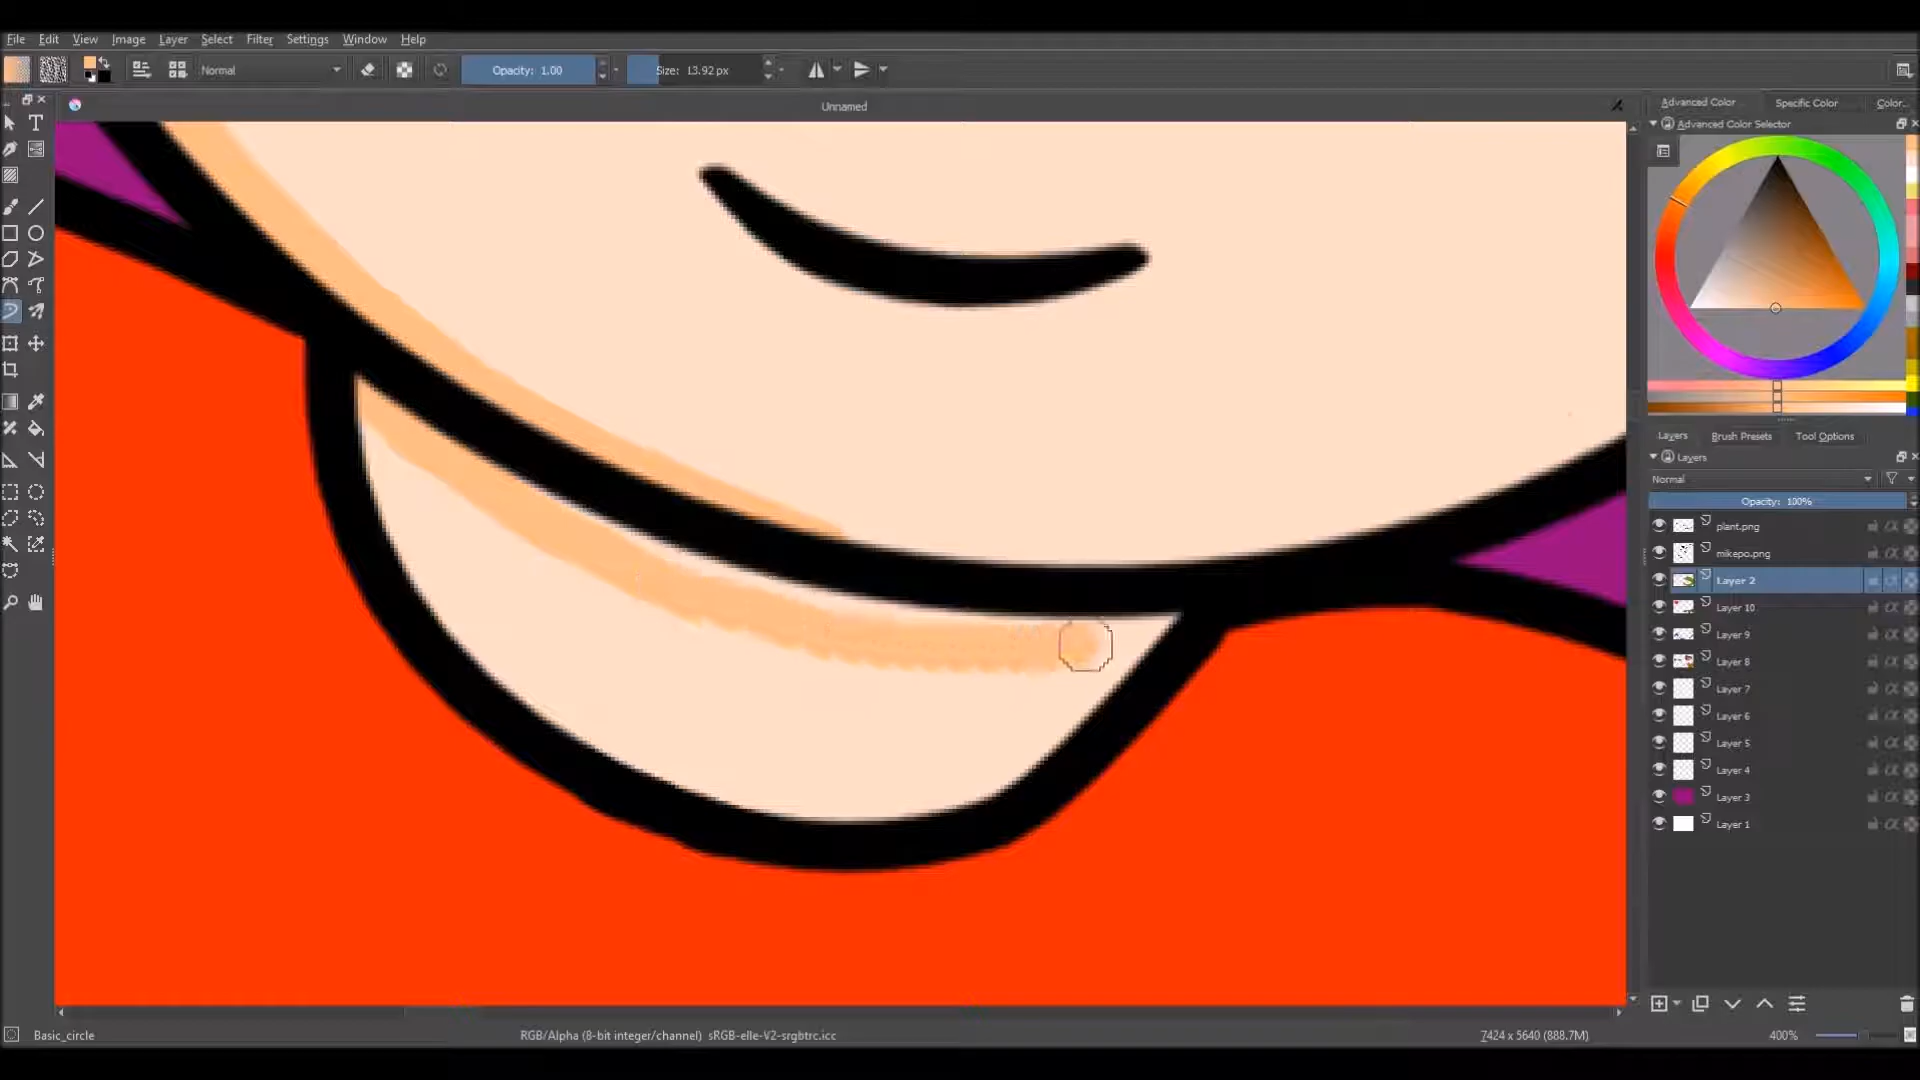 File Edit View Image Layer Select Filter Settings Window Help
Normal Opacity: 1.00 Size: 13.92 px
Unnamed
Advanced Color Specific Color Color...
Advanced Color Selector
Layers Brush Presets Tool Options
Layers
Normal
Opacity: 100%
plant.png
mikepo.png
Layer 2
Layer 10
Layer 9
Layer 8
Layer 7
Layer 6
Layer 5
Layer 4
Layer 3
Layer 1
Basic_circle RGB/Alpha (8-bit integer/channel) sRGB-elle-V2-srgbtrc.icc 7424 x 5640 (888.7M) 400%